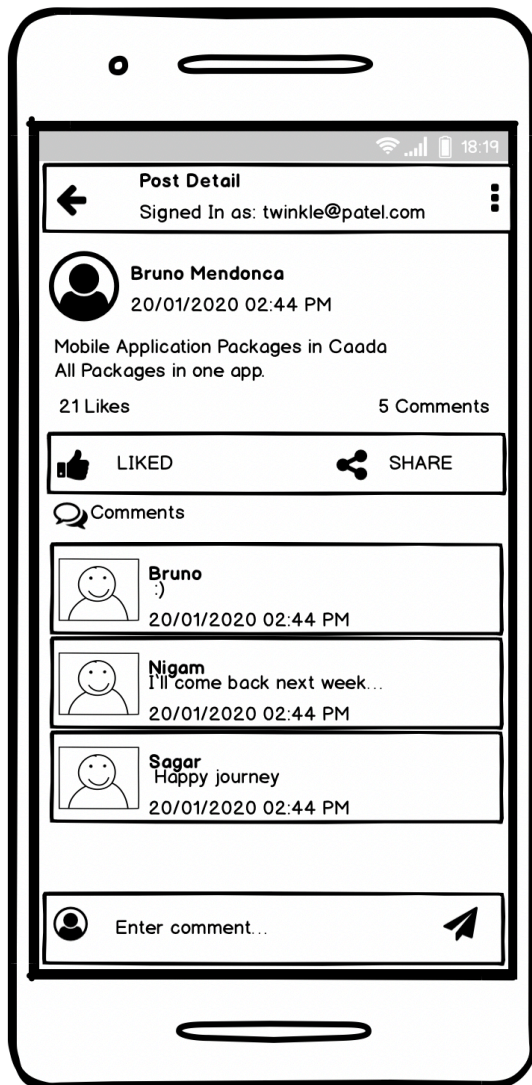 18:19
Post Detail
Signed In as: twinkle@patel.com
Bruno Mendonca
20/01/2020 02:44 PM
Mobile Application Packages in Caada
All Packages in one app.
21 Likes 5 Comments
LIKED SHARE
Comments
Bruno
:)
20/01/2020 02:44 PM
Nigam
I`ll come back next week...
20/01/2020 02:44 PM
Sagar
Happy journey
20/01/2020 02:44 PM
Enter comment...